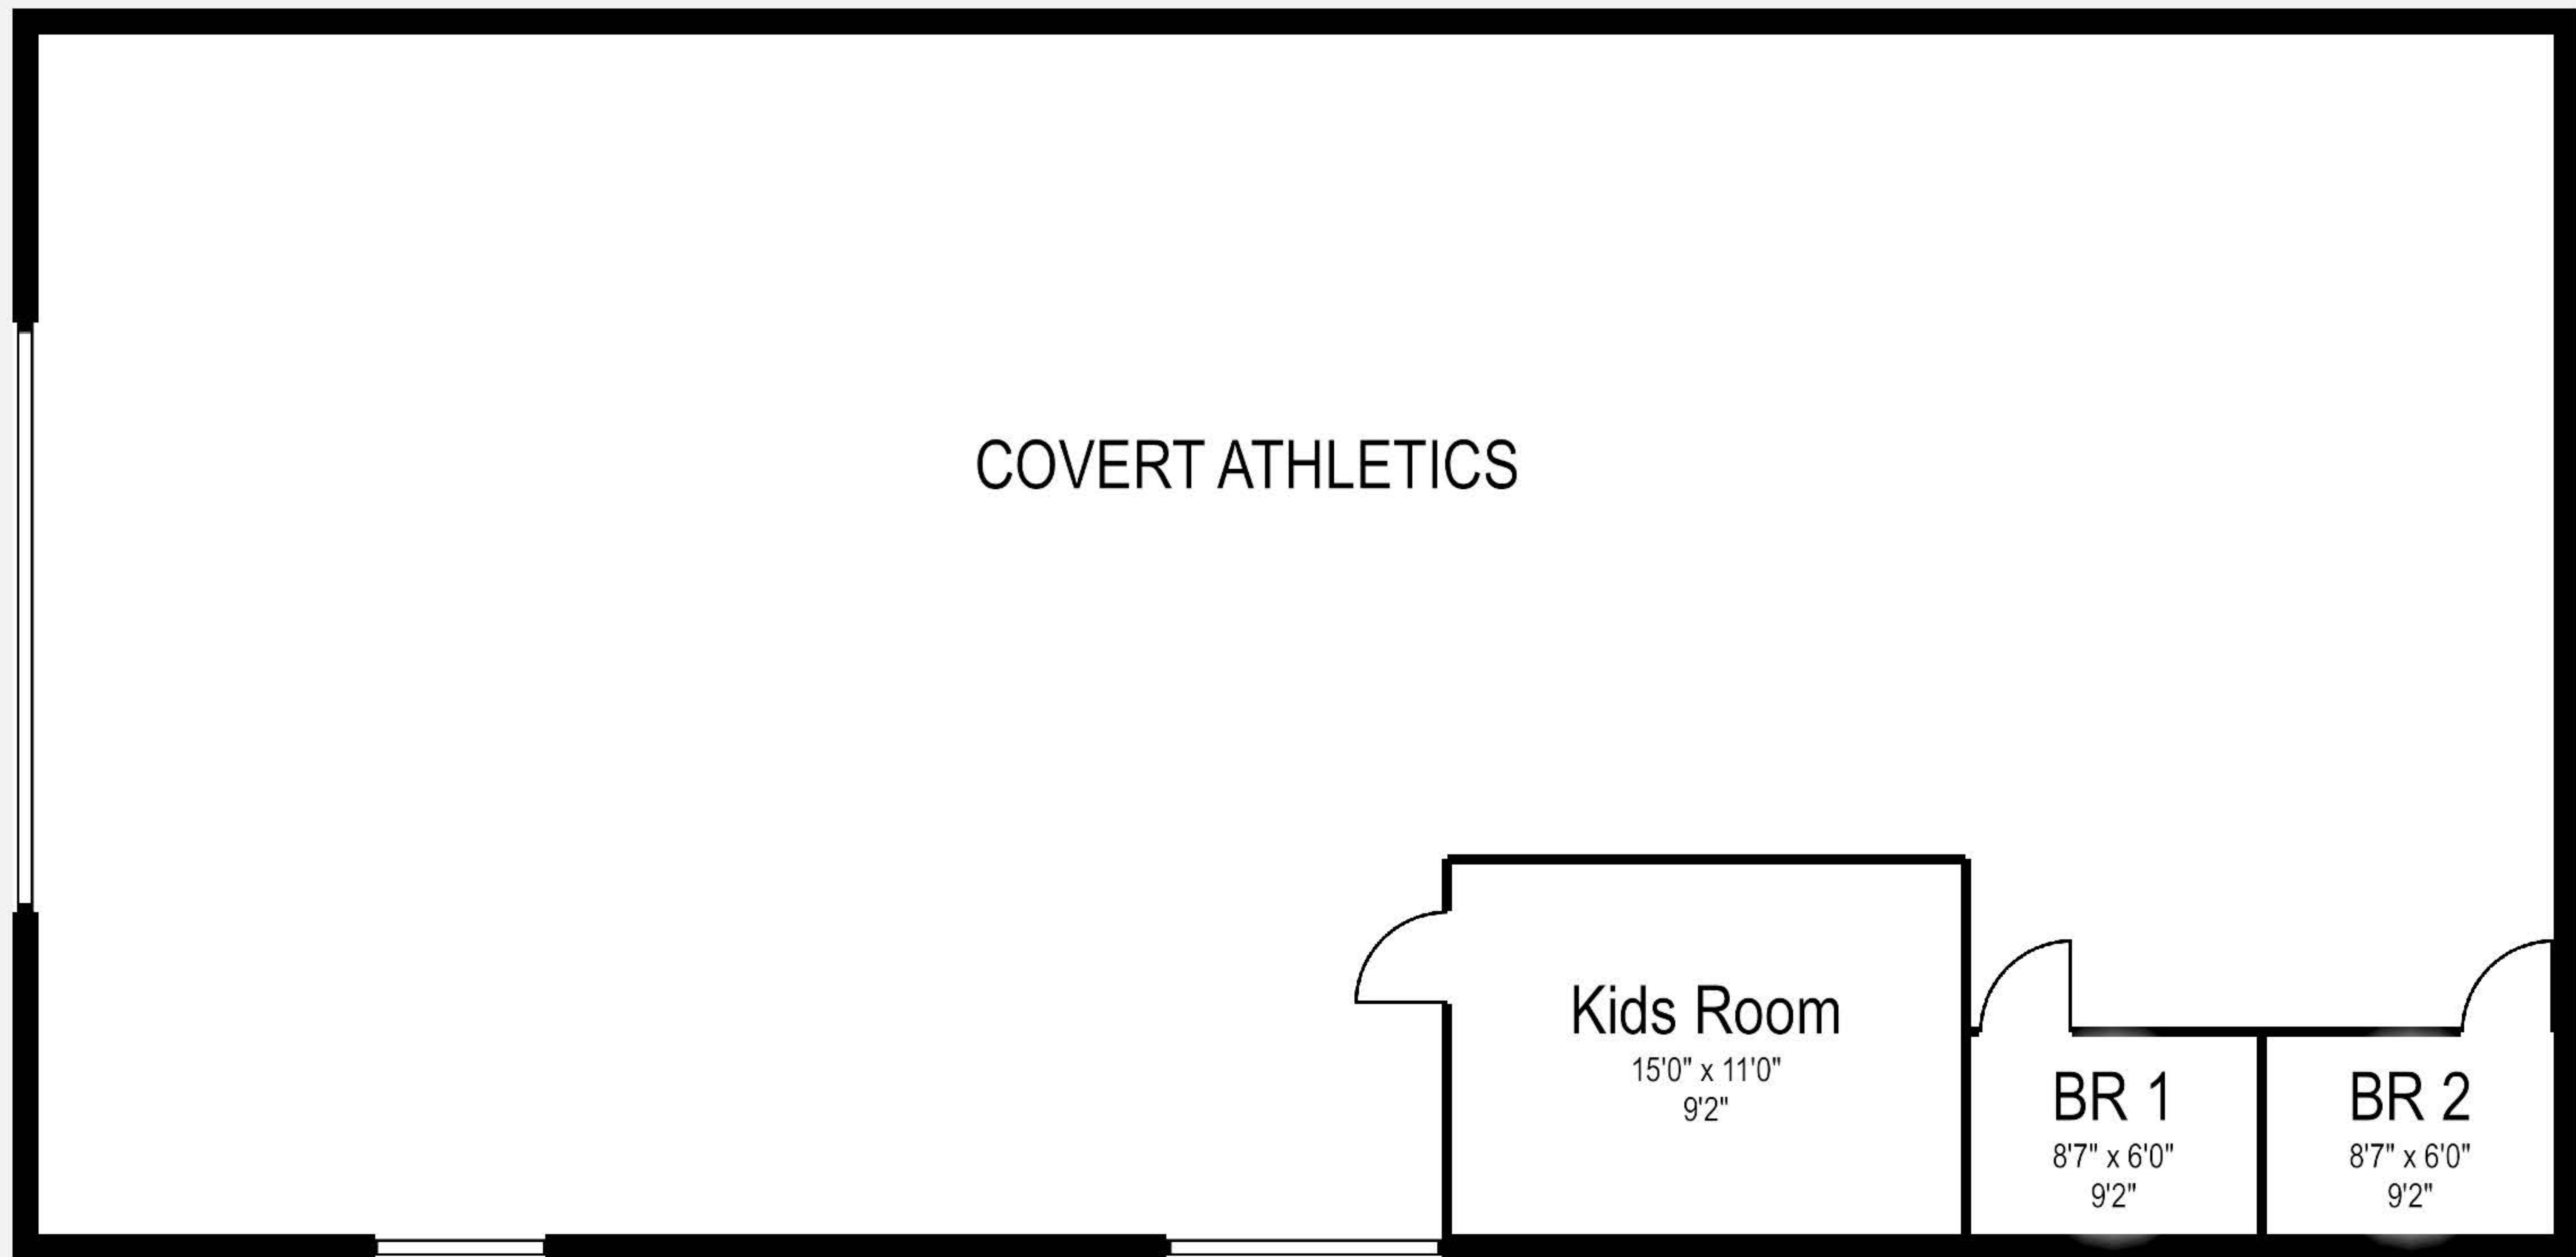 COVERT ATHLETICS
Kids Room
15'0" x 11'0"
9'2"
BR 1
8'7" x 6'0"
9'2"
BR 2
8'7" x 6'0"
9'2"